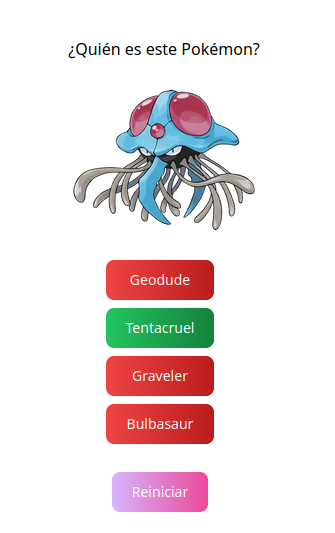 ¿Quién es este Pokémon?
Geodude
Tentacruel
Graveler
Bulbasaur
Reiniciar